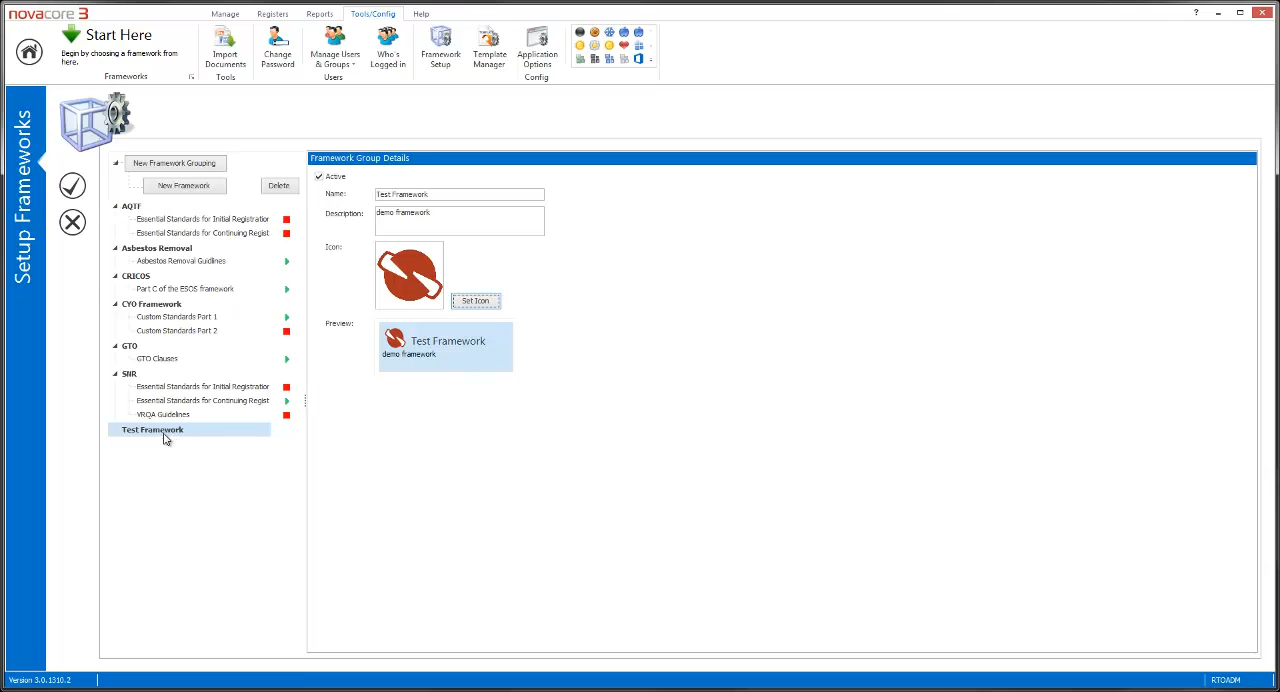 novacore 3
Manage Registers Reports Tools/Config Help
?
Start Here
Begin by choosing a framework from
here.
Frameworks
Import
Documents
Tools
Change
Password
Manage Users
& Groups
Who's
Logged in
Users
Framework
Setup
Template
Manager
Application
Options
Config
Setup Frameworks
New Framework Grouping
New Framework
Delete
AQTF
Essential Standards for Initial Registration
Essential Standards for Continuing Regist
Asbestos Removal
Asbestos Removal Guidlines
CRICOS
Part C of the ESOS framework
CYO Framework
Custom Standards Part 1
Custom Standards Part 2
GTO
GTO Clauses
SNR
Essential Standards for Initial Registration
Essential Standards for Continuing Regist
VRQA Guidelines
Test Framework
Framework Group Details
Active
Name: Test Framework
Description: demo framework
Icon:
Set Icon
Preview:
Test Framework
demo framework
Version 3.0.1310.2
RTOADM